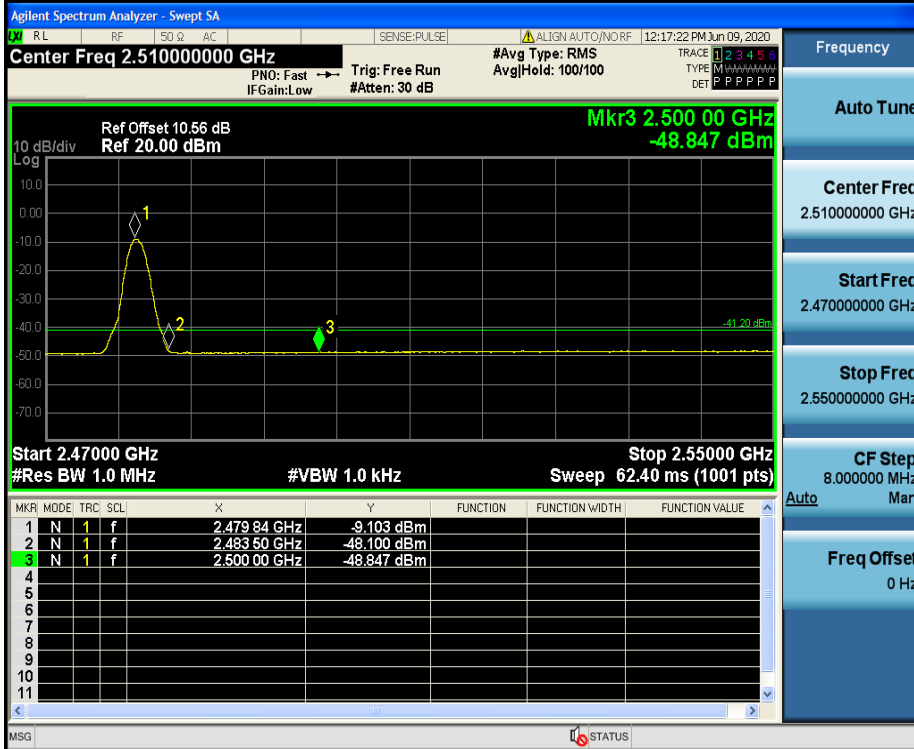 Agilent Spectrum Analyzer - Swept SA
LXI RL RF 50 Ω AC SENSE:PULSE ALIGN AUTO/NO RF 12:17:22 PM Jun 09, 2020
Center Freq 2.510000000 GHz #Avg Type: RMS TRACE 1 2 3 4 5 6
PNO: Fast Trig: Free Run Avg|Hold: 100/100 TYPE M
IFGain:Low #Atten: 30 dB DET P P P P P P
Mkr3 2.500 00 GHz
-48.847 dBm
Ref Offset 10.56 dB
10 dB/div Ref 20.00 dBm
Log
10.0
0.00
-10.0
-20.0
-30.0
-40.0
-50.0
-60.0
-70.0
1
2
3
-41.20 dBm
Start 2.47000 GHz Stop 2.55000 GHz
#Res BW 1.0 MHz #VBW 1.0 kHz Sweep 62.40 ms (1001 pts)
MKR MODE TRC SCL X Y FUNCTION FUNCTION WIDTH FUNCTION VALUE
1 N 1 f 2.479 84 GHz -9.103 dBm
2 N 1 f 2.483 50 GHz -48.100 dBm
3 N 1 f 2.500 00 GHz -48.847 dBm
4
5
6
7
8
9
10
11
MSG STATUS
Frequency
Auto Tune
Center Freq
2.510000000 GHz
Start Freq
2.470000000 GHz
Stop Freq
2.550000000 GHz
CF Step
8.000000 MHz
Auto Man
Freq Offset
0 Hz